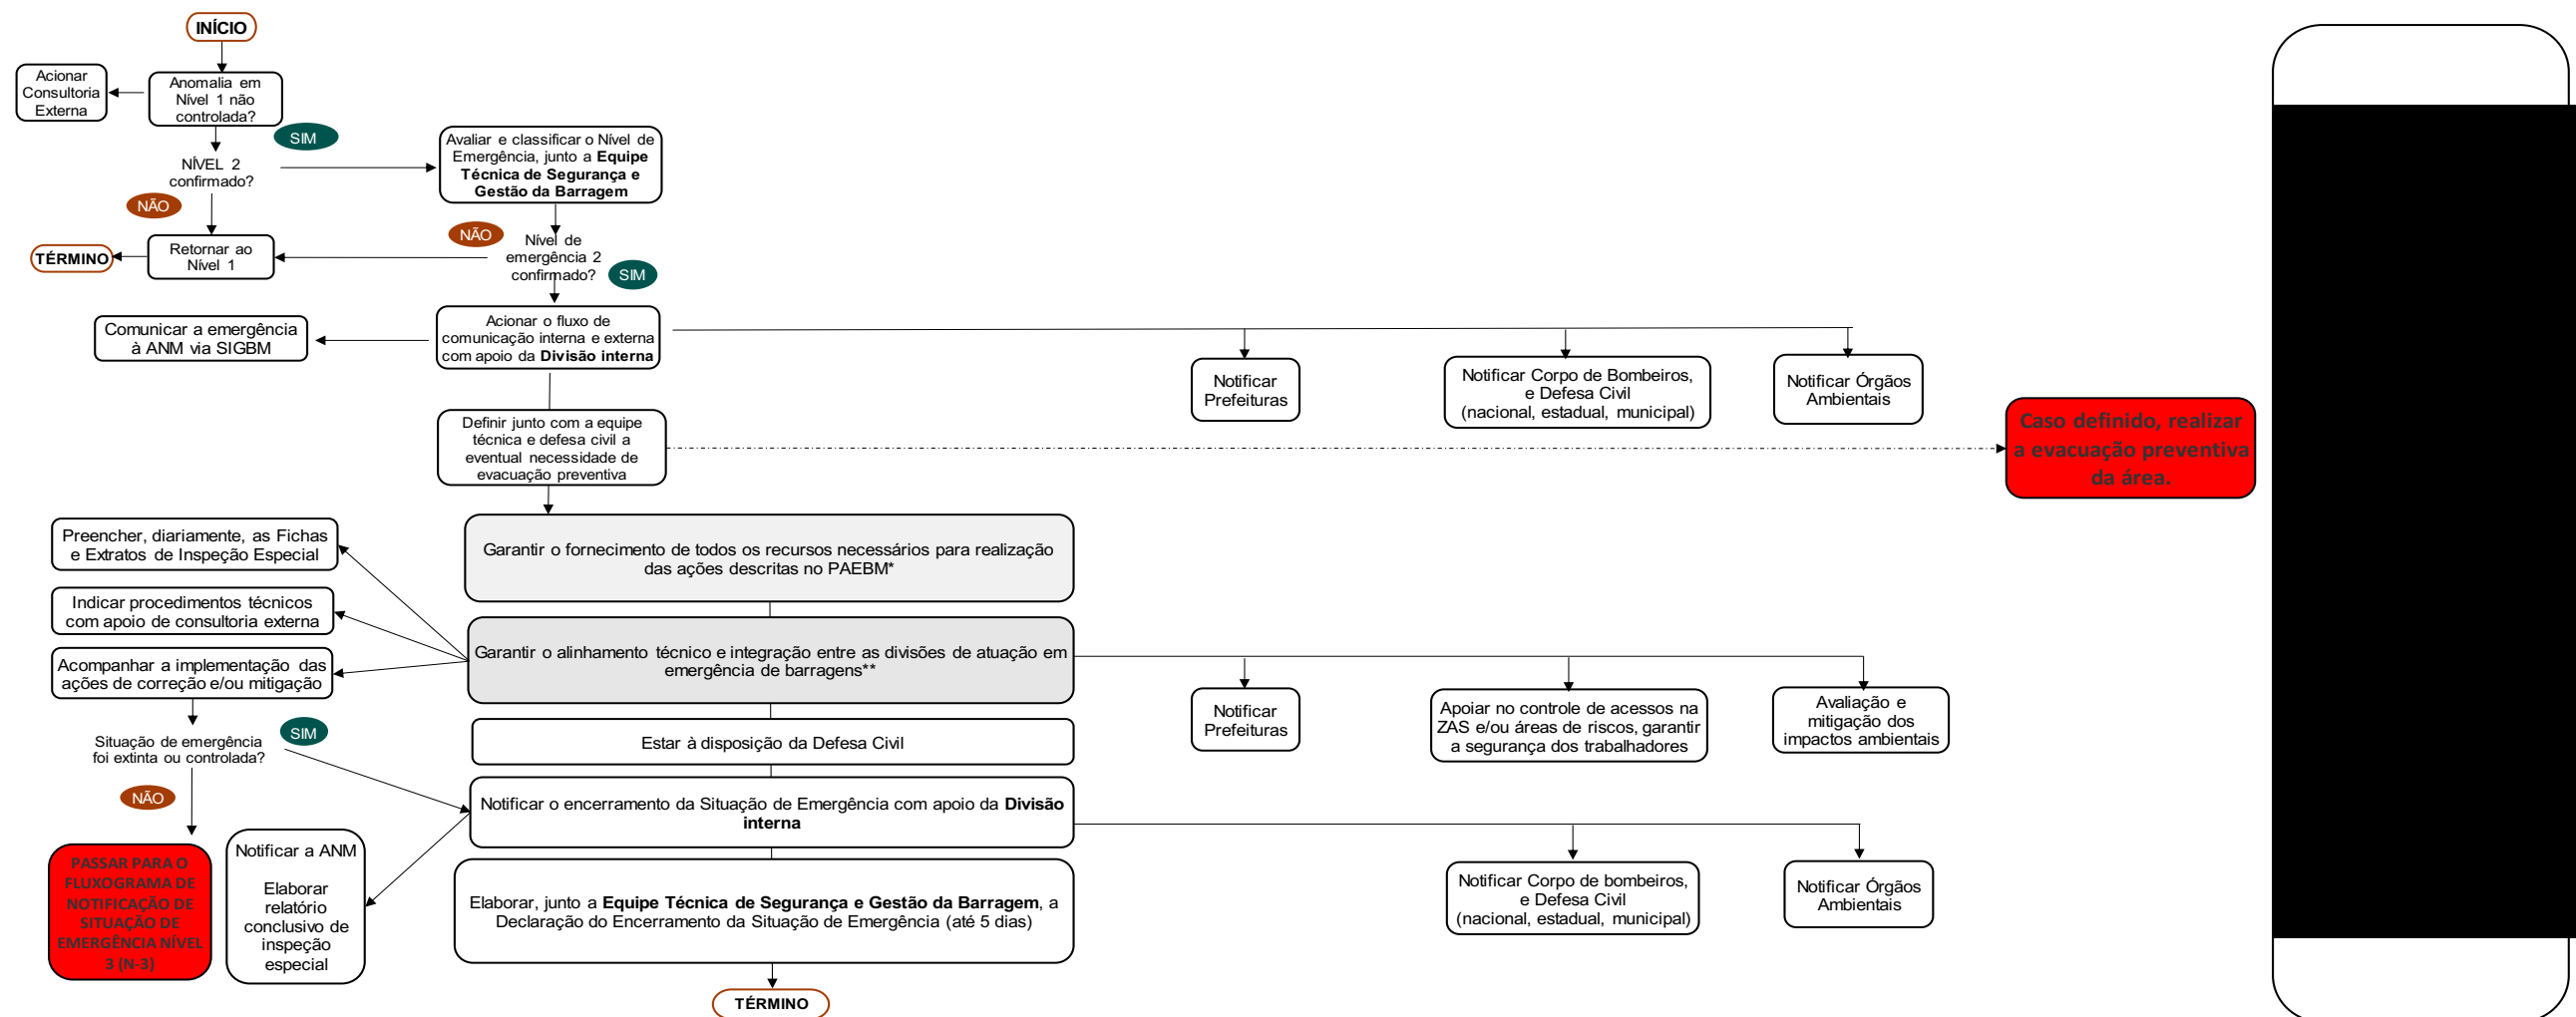 INÍCIO
Acionar
Consultoria
Externa
Anomalia em
Nível 1 não
controlada?
SIM
NÍVEL 2
confirmado?
NÃO
Avaliar e classificar o Nível de
Emergência, junto a Equipe
Técnica de Segurança e
Gestão da Barragem
TÉRMINO
Retornar ao
Nível 1
NÃO
Nível de
emergência 2
confirmado?
SIM
Comunicar a emergência
à ANM via SIGBM
Acionar o fluxo de
comunicação interna e externa
com apoio da Divisão interna
Notificar
Prefeituras
Notificar Corpo de Bombeiros,
e Defesa Civil
(nacional, estadual, municipal)
Notificar Órgãos
Ambientais
Definir junto com a equipe
técnica e defesa civil a
eventual necessidade de
evacuação preventiva
Caso definido, realizar
a evacuação preventiva
da área.
Garantir o fornecimento de todos os recursos necessários para realização
das ações descritas no PAEBM*
Preencher, diariamente, as Fichas
e Extratos de Inspeção Especial
Indicar procedimentos técnicos
com apoio de consultoria externa
Acompanhar a implementação das
ações de correção e/ou mitigação
Garantir o alinhamento técnico e integração entre as divisões de atuação em
emergência de barragens**
Notificar
Prefeituras
Apoiar no controle de acessos na
ZAS e/ou áreas de riscos, garantir
a segurança dos trabalhadores
Avaliação e
mitigação dos
impactos ambientais
SIM
Situação de emergência
foi extinta ou controlada?
NÃO
Estar à disposição da Defesa Civil
Notificar o encerramento da Situação de Emergência com apoio da Divisão
interna
PASSAR PARA O
FLUXOGRAMA DE
NOTIFICAÇÃO DE
SITUAÇÃO DE
EMERGÊNCIA NÍVEL
3 (N-3)
Notificar a ANM
Elaborar
relatório
conclusivo de
inspeção
especial
Elaborar, junto a Equipe Técnica de Segurança e Gestão da Barragem, a
Declaração do Encerramento da Situação de Emergência (até 5 dias)
Notificar Corpo de bombeiros,
e Defesa Civil
(nacional, estadual, municipal)
Notificar Órgãos
Ambientais
TÉRMINO